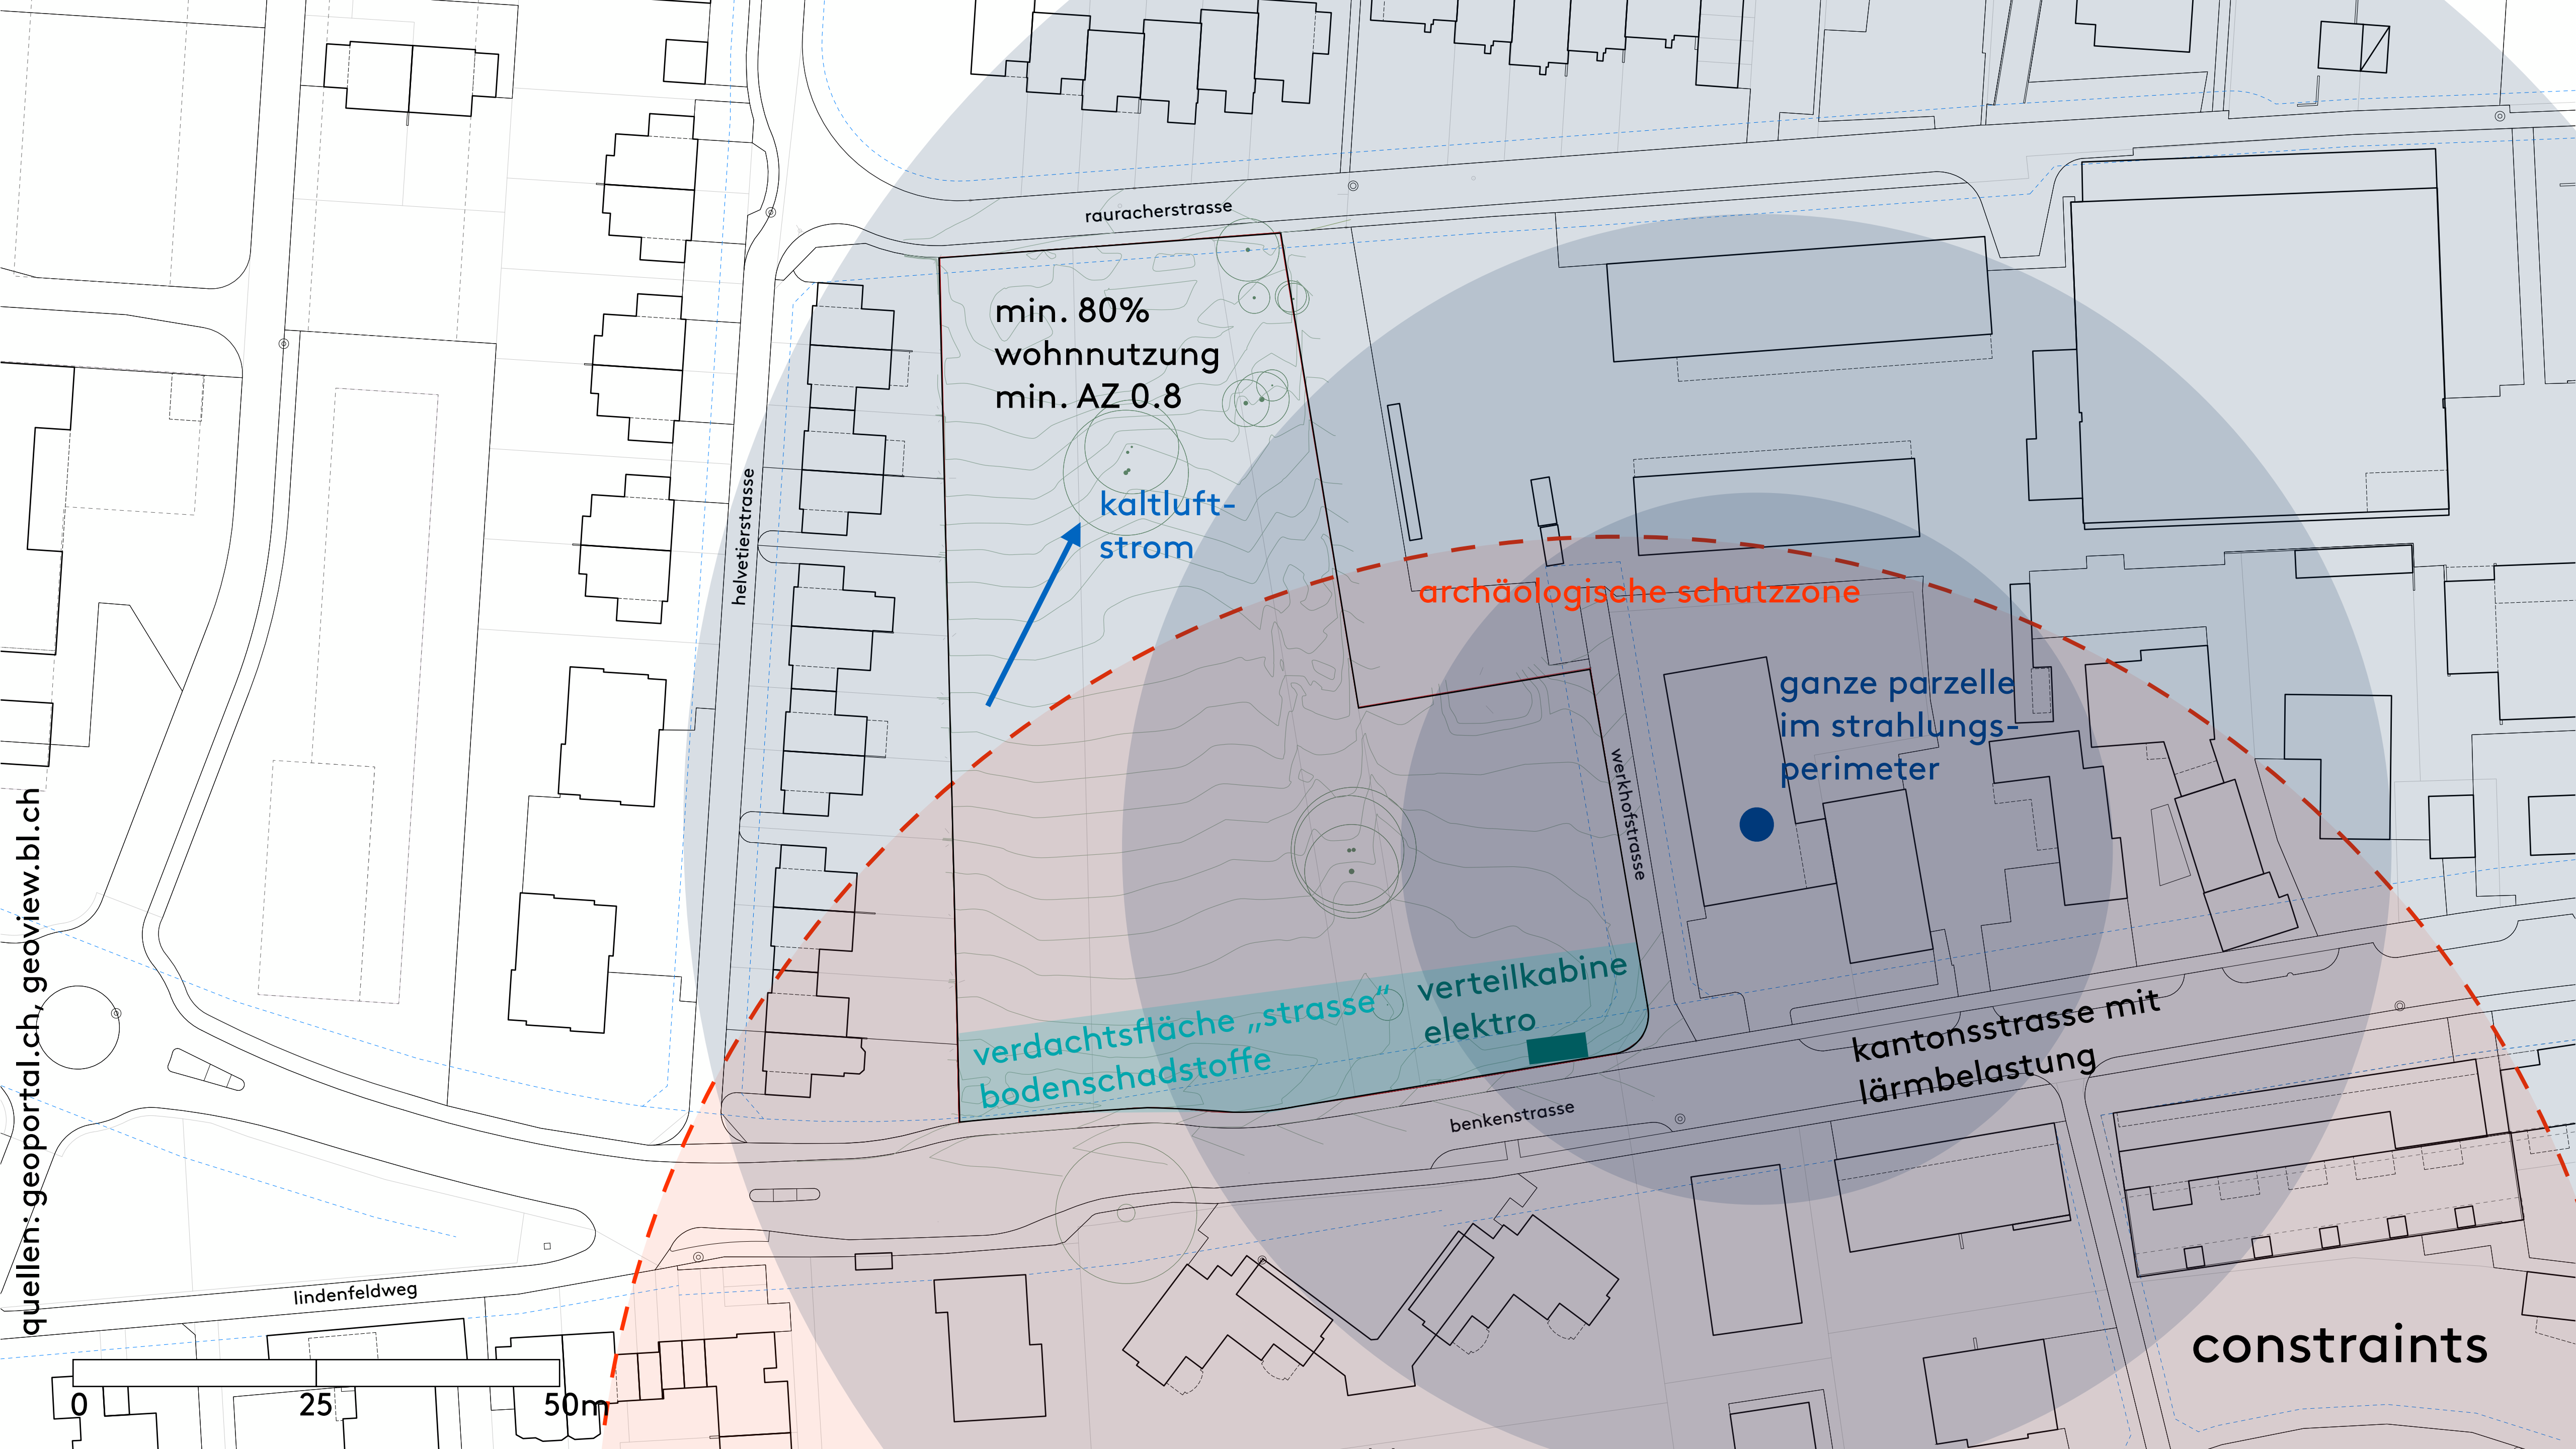 rauracherstrasse
min. 80%
wohnnutzung
min. AZ 0.8
kaltluft-
strom
helvetierstrasse
archäologische schutzzone
ganze parzelle
im strahlungs-
perimeter
werkhofstrasse
verdachtsfläche „strasse“
bodenschadstoffe
verteilkabine
elektro
kantonsstrasse mit
lärmbelastung
benkenstrasse
lindenfeldweg
quellen: geoportal.ch, geoview.bl.ch
0 25 50m
constraints